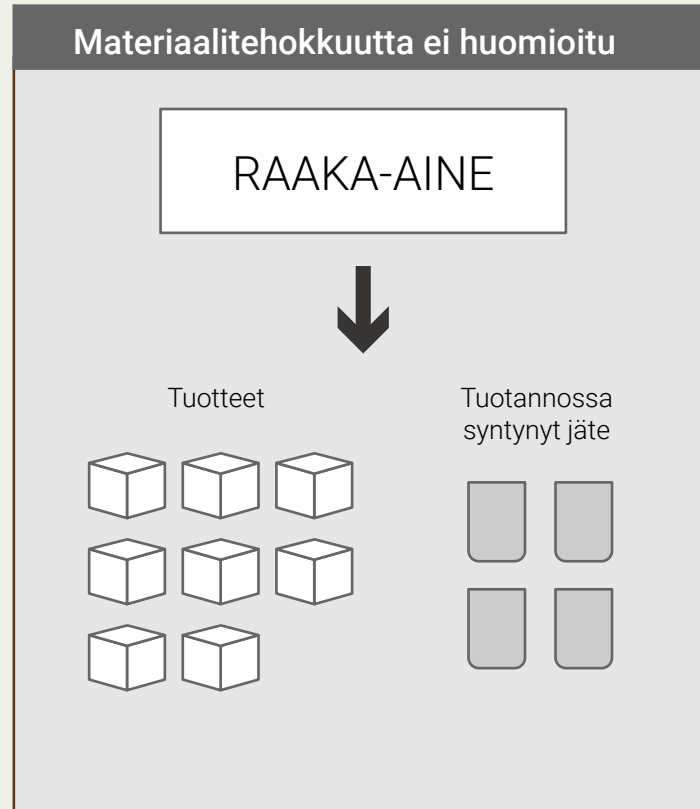 Materiaalitehokkuutta ei huomioitu
RAAKA-AINE
Tuotteet
Tuotannossa
syntynyt jäte